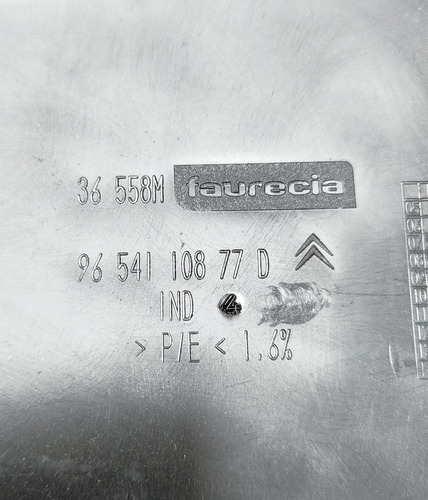 36 558M faurecia
96 541 108 77 D
IND
> P/E < 1.6%